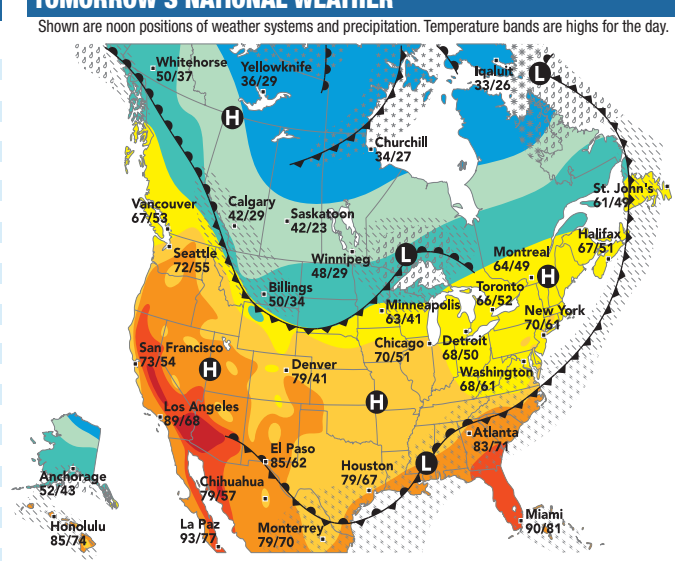 TOMORROW'S NATIONAL WEATHER
Shown are noon positions of weather systems and precipitation. Temperature bands are highs for the day.
Whitehorse
50/37
Yellowknife
36/29
Iqaluit
33/26
L
H
Churchill
34/27
St. John's
61/49
Vancouver
67/53
Calgary
42/29
Saskatoon
42/23
Halifax
67/51
Seattle
72/55
Winnipeg
48/29
L
Montreal
64/49
H
Billings
50/34
Toronto
66/52
Minneapolis
63/41
New York
70/61
San Francisco
73/54
Chicago
70/51
Detroit
68/50
H
Denver
79/41
Washington
68/61
H
Los Angeles
89/68
Atlanta
83/71
El Paso
85/62
Houston
79/67
L
Anchorage
52/43
Chihuahua
79/57
Honolulu
85/74
La Paz
93/77
Monterrey
79/70
Miami
90/81